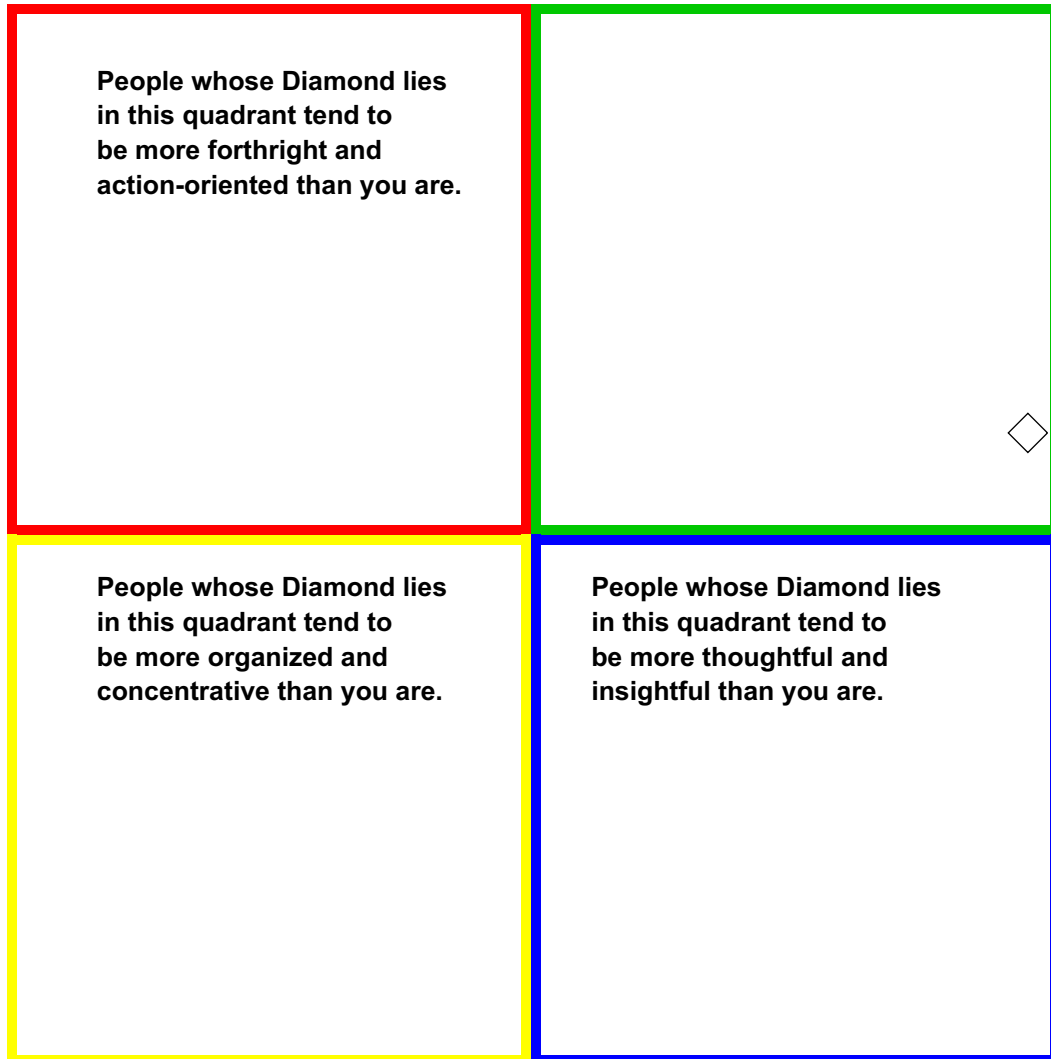 People whose Diamond lies
in this quadrant tend to
be more forthright and
action-oriented than you are.
People whose Diamond lies
in this quadrant tend to
be more organized and
concentrative than you are.
People whose Diamond lies
in this quadrant tend to
be more thoughtful and
insightful than you are.